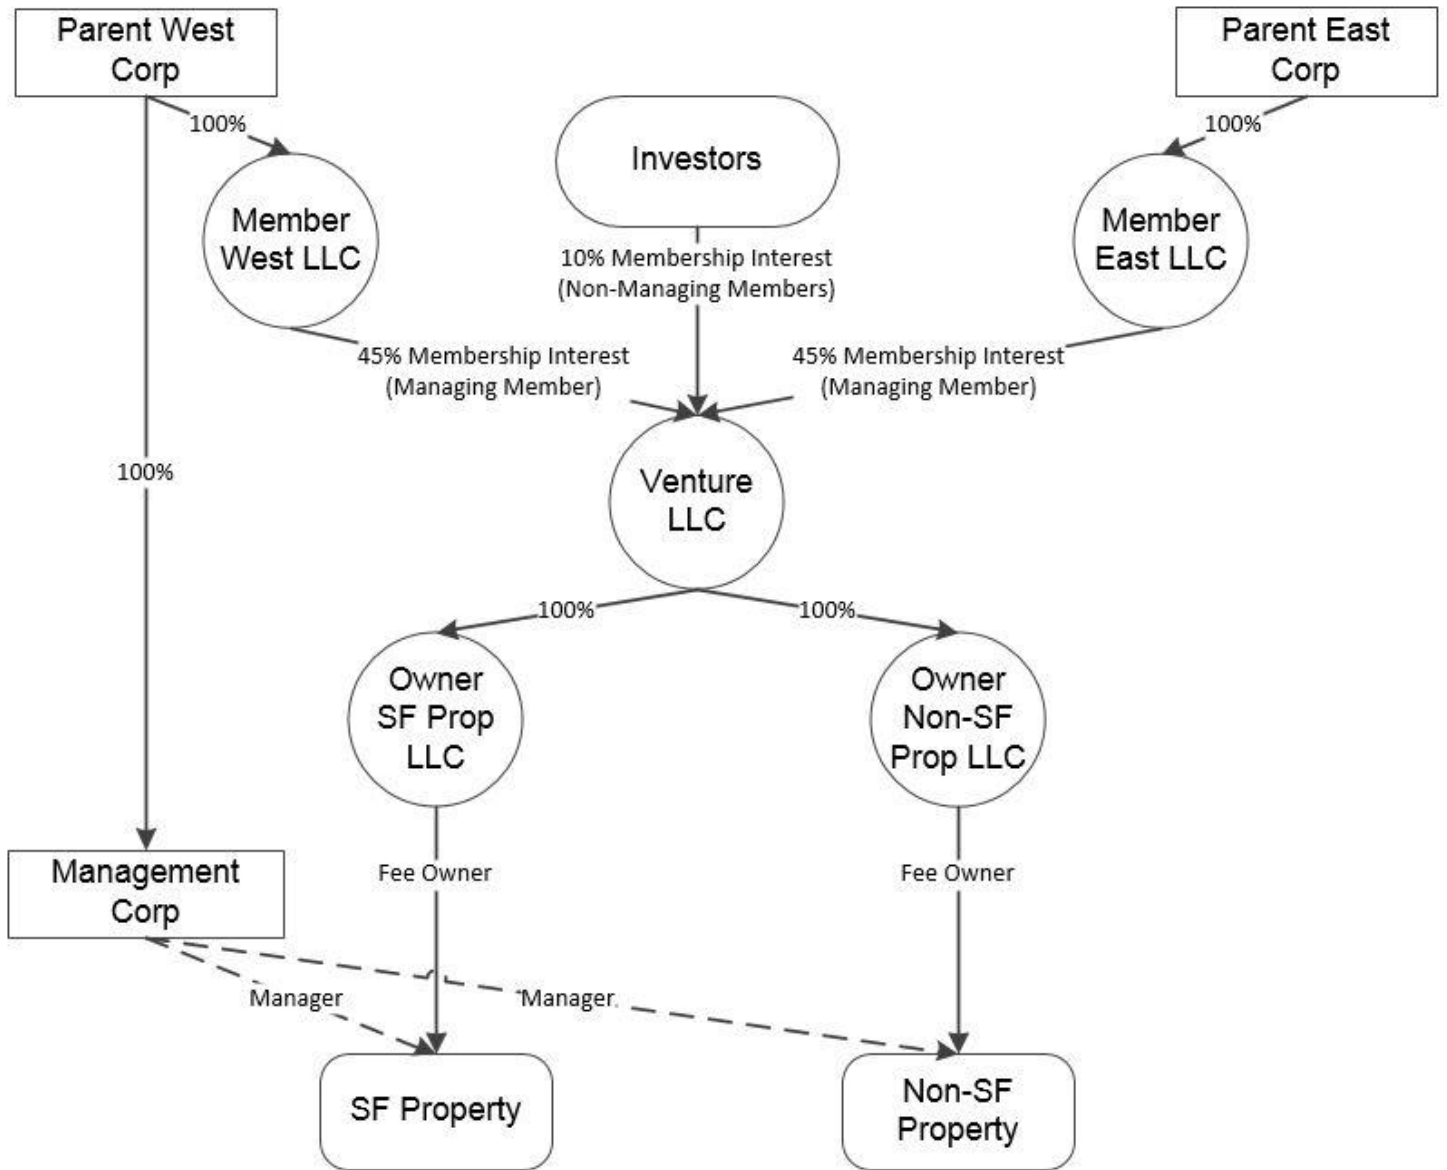 Parent West
Corp
Parent East
Corp
100%
100%
Investors
Member
West LLC
Member
East LLC
10% Membership Interest
(Non-Managing Members)
45% Membership Interest
(Managing Member)
45% Membership Interest
(Managing Member)
100%
Venture
LLC
100%
100%
Owner
SF Prop
LLC
Owner
Non-SF
Prop LLC
Management
Corp
Fee Owner
Fee Owner
Manager
Manager
SF Property
Non-SF
Property